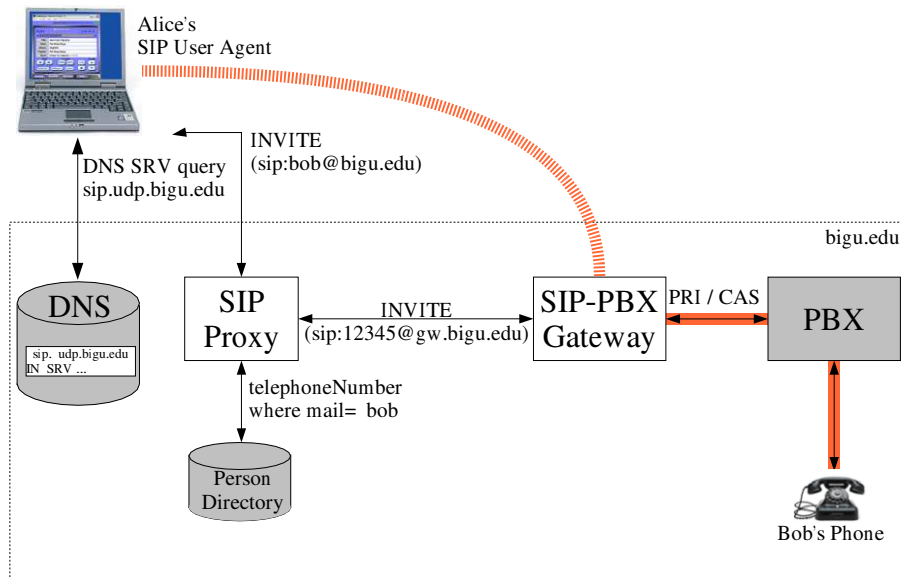 Alice's
SIP User Agent
INVITE
(sip:bob@bigu.edu)
DNS SRV query
sip.udp.bigu.edu
bigu.edu
DNS
sip. udp.bigu.edu
IN SRV ...
SIP
Proxy
INVITE
(sip:12345@gw.bigu.edu)
SIP-PBX
Gateway
PRI / CAS
PBX
telephoneNumber
where mail= bob
Person
Directory
Bob's Phone